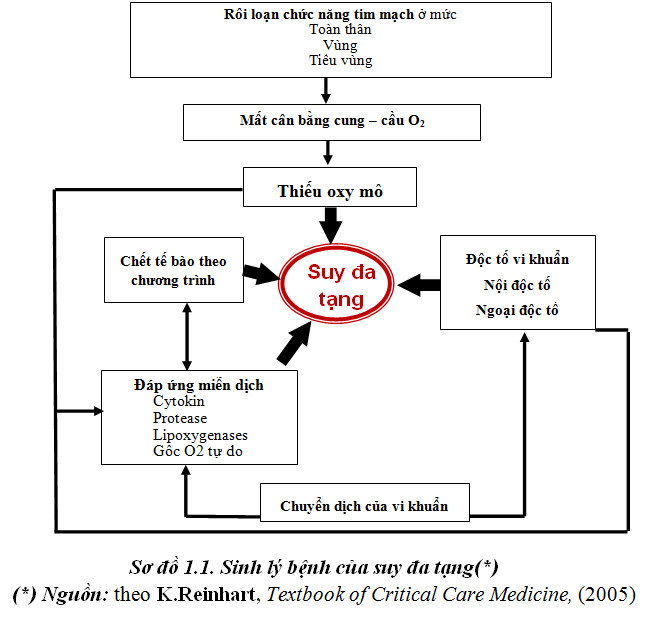 Rối loạn chức năng tim mạch ở mức
Toàn thân
Vùng
Tiểu vùng
Mất cân bằng cung – cầu O₂
Thiếu oxy mô
Chết tế bào theo
chương trình
Suy đa
tạng
Độc tố vi khuẩn
Nội độc tố
Ngoại độc tố
Đáp ứng miễn dịch
Cytokin
Protease
Lipoxygenases
Gốc O2 tự do
Chuyển dịch của vi khuẩn
Sơ đồ 1.1. Sinh lý bệnh của suy đa tạng(*)
(*) Nguồn: theo K.Reinhart, Textbook of Critical Care Medicine, (2005)